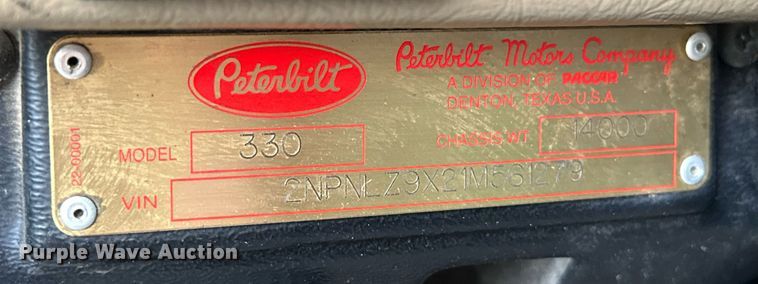 Peterbilt
Peterbilt Motors Company
A DIVISION OF PACCAR
DENTON, TEXAS U.S.A.
MODEL 330
CHASSIS WT 14000
VIN 2NPNLZ9X21M561279
22-00001
Purple Wave Auction